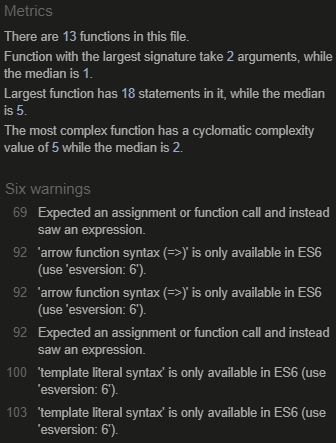 Metrics
There are 13 functions in this file.
Function with the largest signature take 2 arguments, while
the median is 1.
Largest function has 18 statements in it, while the median
is 5.
The most complex function has a cyclomatic complexity
value of 5 while the median is 2.
Six warnings
69 Expected an assignment or function call and instead
saw an expression.
92 'arrow function syntax (=>)' is only available in ES6
(use 'esversion: 6').
92 'arrow function syntax (=>)' is only available in ES6
(use 'esversion: 6').
92 Expected an assignment or function call and instead
saw an expression.
100 'template literal syntax' is only available in ES6 (use
'esversion: 6').
103 'template literal syntax' is only available in ES6 (use
'esversion: 6').